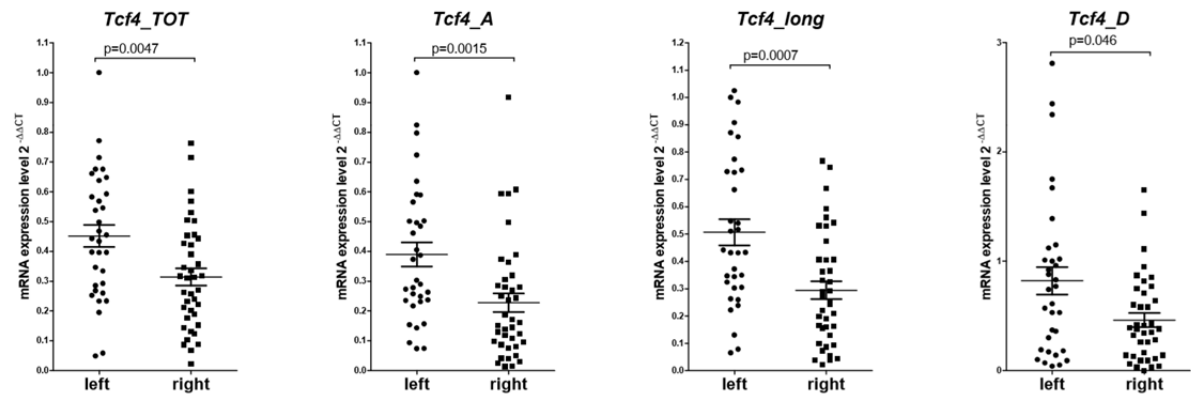 Tcf4_TOT
p=0.0047
mRNA expression level 2 -ΔΔCT
1.1
1.0
0.9
0.8
0.7
0.6
0.5
0.4
0.3
0.2
0.1
0.0
left right
Tcf4_A
p=0.0015
mRNA expression level 2 -ΔΔCT
1.1
1.0
0.9
0.8
0.7
0.6
0.5
0.4
0.3
0.2
0.1
0.0
left right
Tcf4_long
p=0.0007
mRNA expression level 2 -ΔΔCT
1.2
1.1
1.0
0.9
0.8
0.7
0.6
0.5
0.4
0.3
0.2
0.1
0.0
left right
Tcf4_D
p=0.046
mRNA expression level 2 -ΔΔCT
3
2
1
0
left right